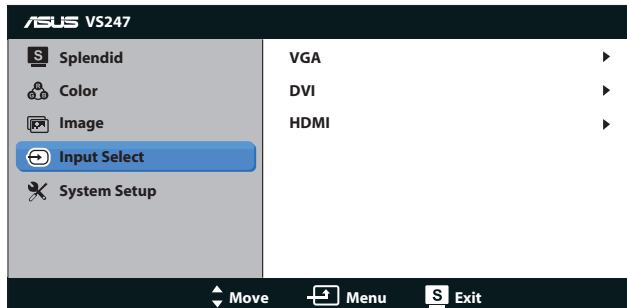 ASUS VS247
S Splendid
Color
Image
Input Select
System Setup
VGA
DVI
HDMI
Move Menu S Exit